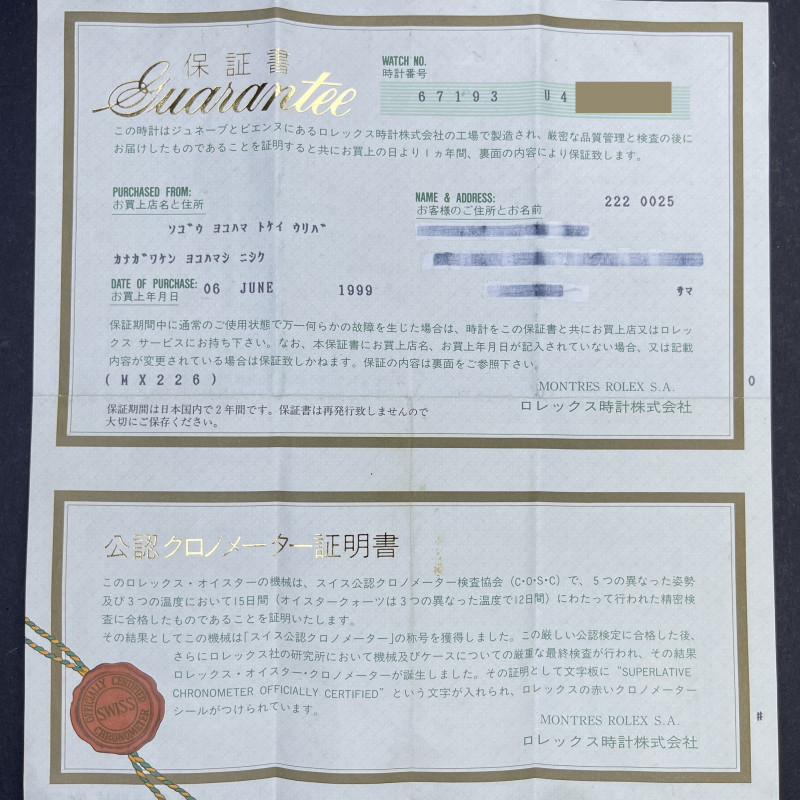 保証書
Guarantee
WATCH NO.
時計番号
67193 U4
この時計はジュネーブとビエンヌにあるロレックス時計株式会社の工場で製造され、厳密な品質管理と検査の後に
お届けしたものであることを証明すると共にお買上の日より1ヵ年間、裏面の内容により保証致します。
PURCHASED FROM:
お買上店名と住所
ソゴウ ヨコハマ トケイ ウリバ
カナガワケン ヨコハマシ ニシク
NAME & ADDRESS:
お客様のご住所とお名前
222 0025
サマ
DATE OF PURCHASE:
お買上年月日
06 JUNE 1999
保証期間中に通常のご使用状態で万一何らかの故障を生じた場合は、時計をこの保証書と共にお買上店又はロレッ
クス サービスにお持ち下さい。なお、本保証書にお買上店名、お買上年月日が記入されていない場合、又は記載
内容が変更されている場合は保証致しかねます。保証の内容は裏面をご参照下さい。
(MX226)
保証期間は日本国内で2年間です。保証書は再発行致しませんので
大切にご保存ください。
MONTRES ROLEX S.A.
ロレックス時計株式会社
O
公認クロノメーター証明書
このロレックス・オイスターの機械は、スイス公認クロノメーター検査協会(C・O・S・C)で、5つの異なった姿勢
及び3つの温度において15日間(オイスタークォーツは3つの異なった温度で12日間)にわたって行われた精密検
査に合格したものであることを証明いたします。
その結果としてこの機械は「スイス公認クロノメーター」の称号を獲得しました。この厳しい公認検定に合格した後、
さらにロレックス社の研究所において機械及びケースについての厳重な最終検査が行われ、その結果
ロレックス・オイスター・クロノメーターが誕生しました。その証明として文字板に "SUPERLATIVE
CHRONOMETER OFFICIALLY CERTIFIED" という文字が入れられ、ロレックスの赤いクロノメーター
シールがつけられています。
MONTRES ROLEX S.A.
ロレックス時計株式会社
#
OFFICIALLY CERTIFIED
SWISS
CHRONOMETER